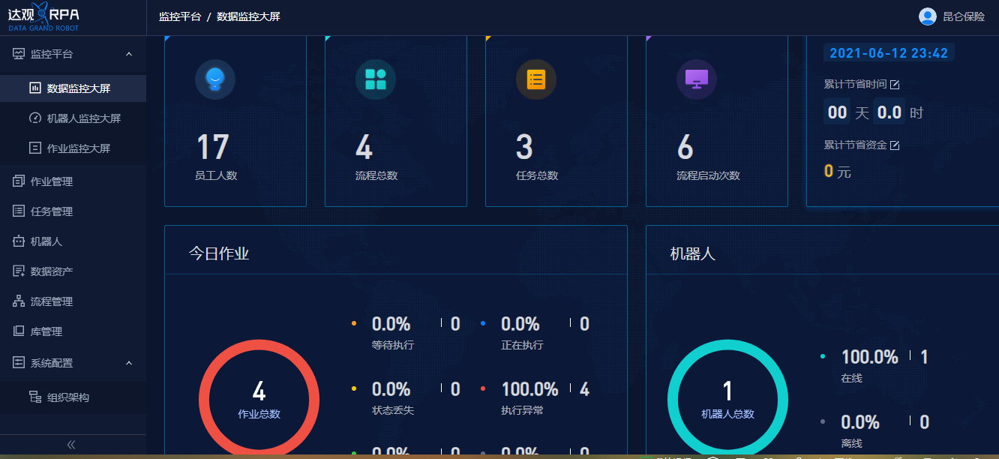 达观RPA
DATA GRAND ROBOT
监控平台 / 数据监控大屏
昆仑保险
监控平台
数据监控大屏
机器人监控大屏
作业监控大屏
作业管理
任务管理
机器人
数据资产
流程管理
库管理
系统配置
组织架构
17
员工人数
4
流程总数
3
任务总数
6
流程启动次数
2021-06-12 23:42
累计节省时间
00 天 0.0 时
累计节省资金
0 元
今日作业
4
作业总数
0.0% 0
等待执行
0.0% 0
正在执行
0.0% 0
状态丢失
100.0% 4
执行异常
0.0% 0
0.0% 0
机器人
1
机器人总数
100.0% 1
在线
0.0% 0
离线